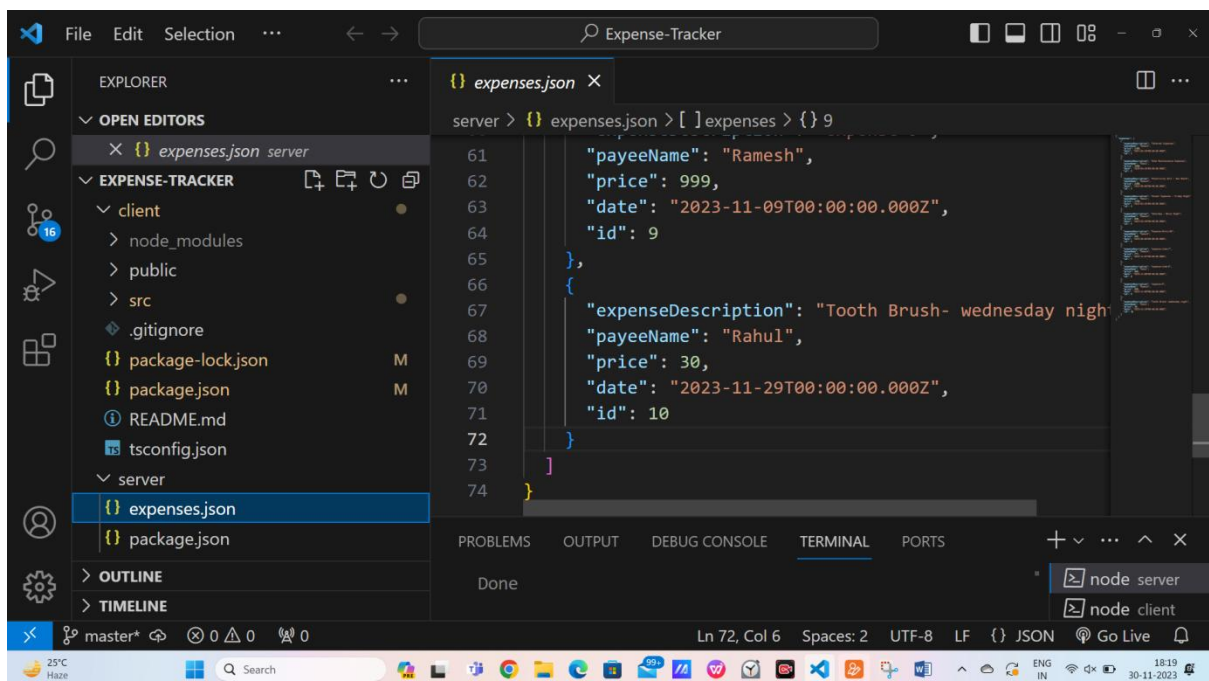 File Edit Selection ··· Expense-Tracker
EXPLORER ···
{} expenses.json ×
OPEN EDITORS
× {} expenses.json server
EXPENSE-TRACKER
client
node_modules
public
src
.gitignore
{} package-lock.json M
{} package.json M
README.md
TS tsconfig.json
server
{} expenses.json
{} package.json
OUTLINE
TIMELINE
16
server > {} expenses.json > [ ] expenses > {} 9
61 "payeeName": "Ramesh",
62 "price": 999,
63 "date": "2023-11-09T00:00:00.000Z",
64 "id": 9
65 },
66 {
67 "expenseDescription": "Tooth Brush- wednesday nigh
68 "payeeName": "Rahul",
69 "price": 30,
70 "date": "2023-11-29T00:00:00.000Z",
71 "id": 10
72 }
73 ]
74 }
PROBLEMS OUTPUT DEBUG CONSOLE TERMINAL PORTS
Done
node server
node client
master* 0 0 0 Ln 72, Col 6 Spaces: 2 UTF-8 LF {} JSON Go Live
25°C
Haze
Search
99+
ENG
IN
18:19
30-11-2023